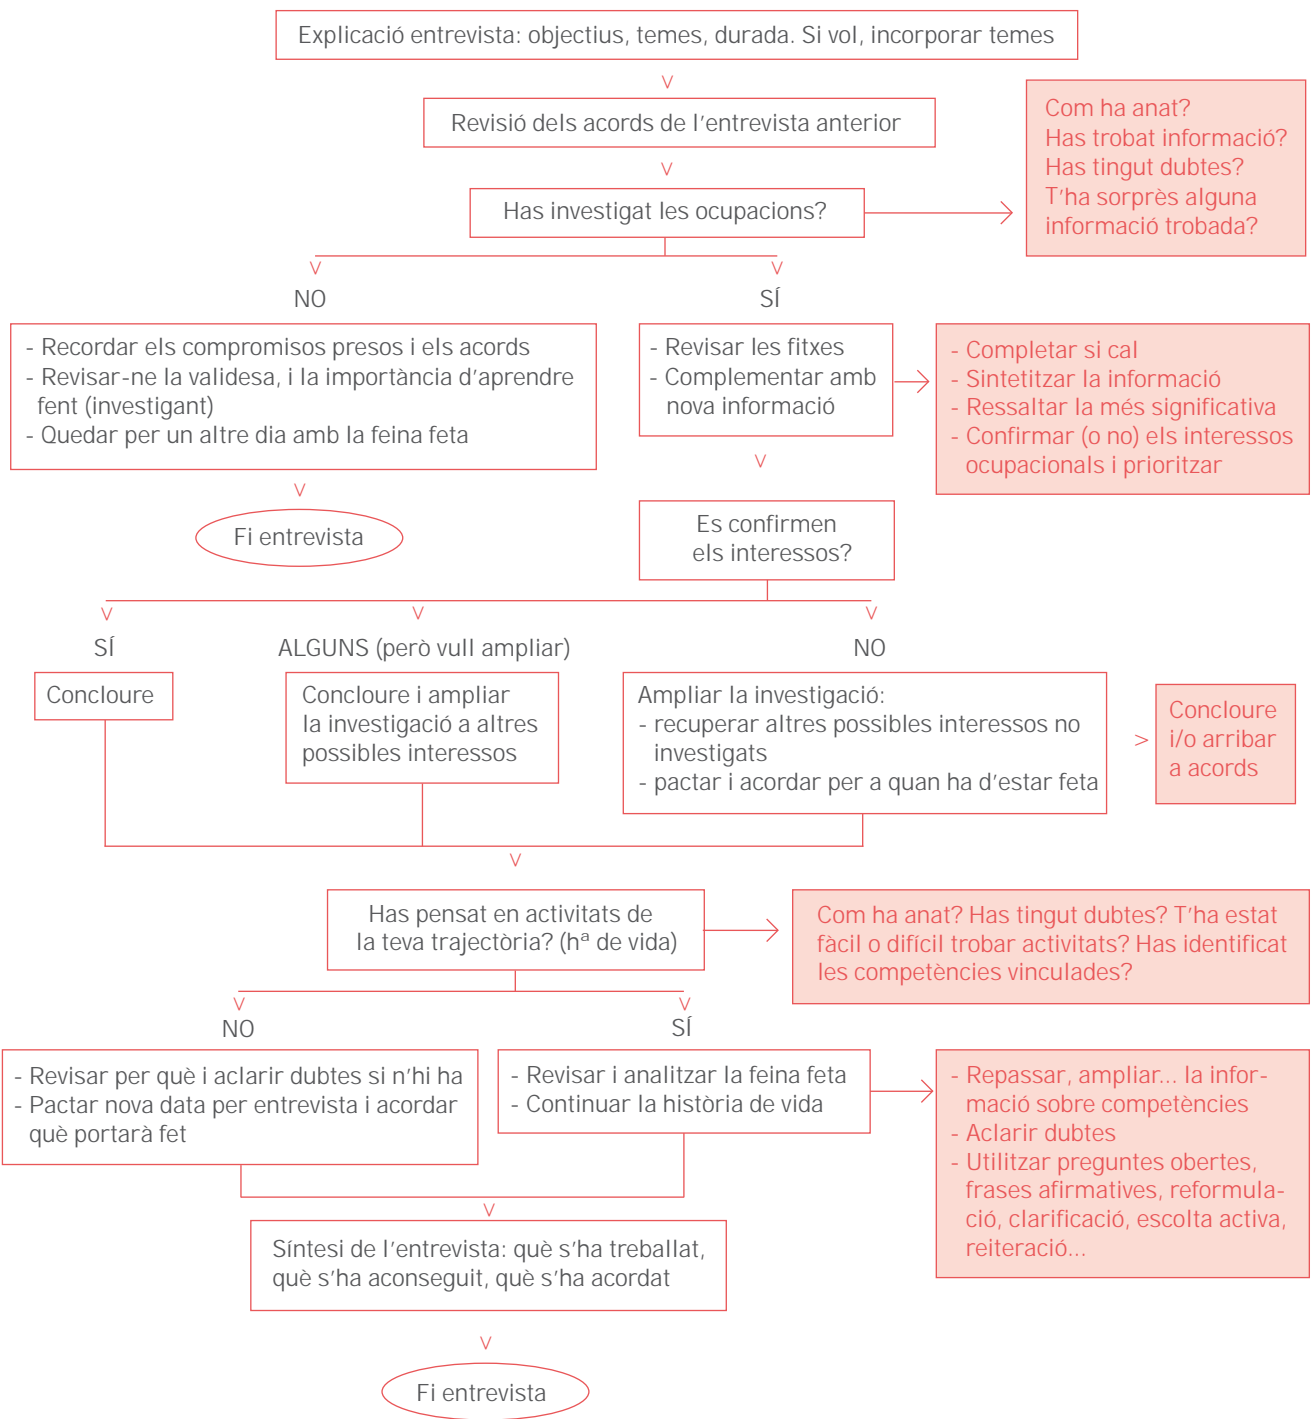 Explicació entrevista: objectius, temes, durada. Si vol, incorporar temes
Revisió dels acords de l'entrevista anterior
Com ha anat?
Has trobat informació?
Has tingut dubtes?
T'ha sorprès alguna
informació trobada?
Has investigat les ocupacions?
NO
SÍ
- Recordar els compromisos presos i els acords
- Revisar-ne la validesa, i la importància d'aprendre
fent (investigant)
- Quedar per un altre dia amb la feina feta
- Revisar les fitxes
- Complementar amb
nova informació
- Completar si cal
- Sintetitzar la informació
- Ressaltar la més significativa
- Confirmar (o no) els interessos
ocupacionals i prioritzar
Fi entrevista
Es confirmen
els interessos?
SÍ
ALGUNS (però vull ampliar)
NO
Concloure
Concloure i ampliar
la investigació a altres
possibles interessos
Ampliar la investigació:
- recuperar altres possibles interessos no
investigats
- pactar i acordar per a quan ha d'estar feta
Concloure
i/o arribar
a acords
Has pensat en activitats de
la teva trajectòria? (hª de vida)
Com ha anat? Has tingut dubtes? T'ha estat
fàcil o difícil trobar activitats? Has identificat
les competències vinculades?
NO
SÍ
- Revisar per què i aclarir dubtes si n'hi ha
- Pactar nova data per entrevista i acordar
què portarà fet
- Revisar i analitzar la feina feta
- Continuar la història de vida
- Repassar, ampliar... la infor-
mació sobre competències
- Aclarir dubtes
- Utilitzar preguntes obertes,
frases afirmatives, reformula-
ció, clarificació, escolta activa,
reiteració...
Síntesi de l'entrevista: què s'ha treballat,
què s'ha aconseguit, què s'ha acordat
Fi entrevista